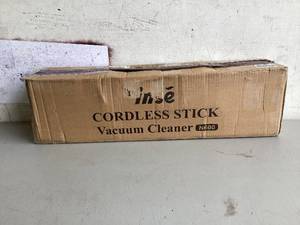 Inse
CORDLESS STICK
Vacuum Cleaner N600